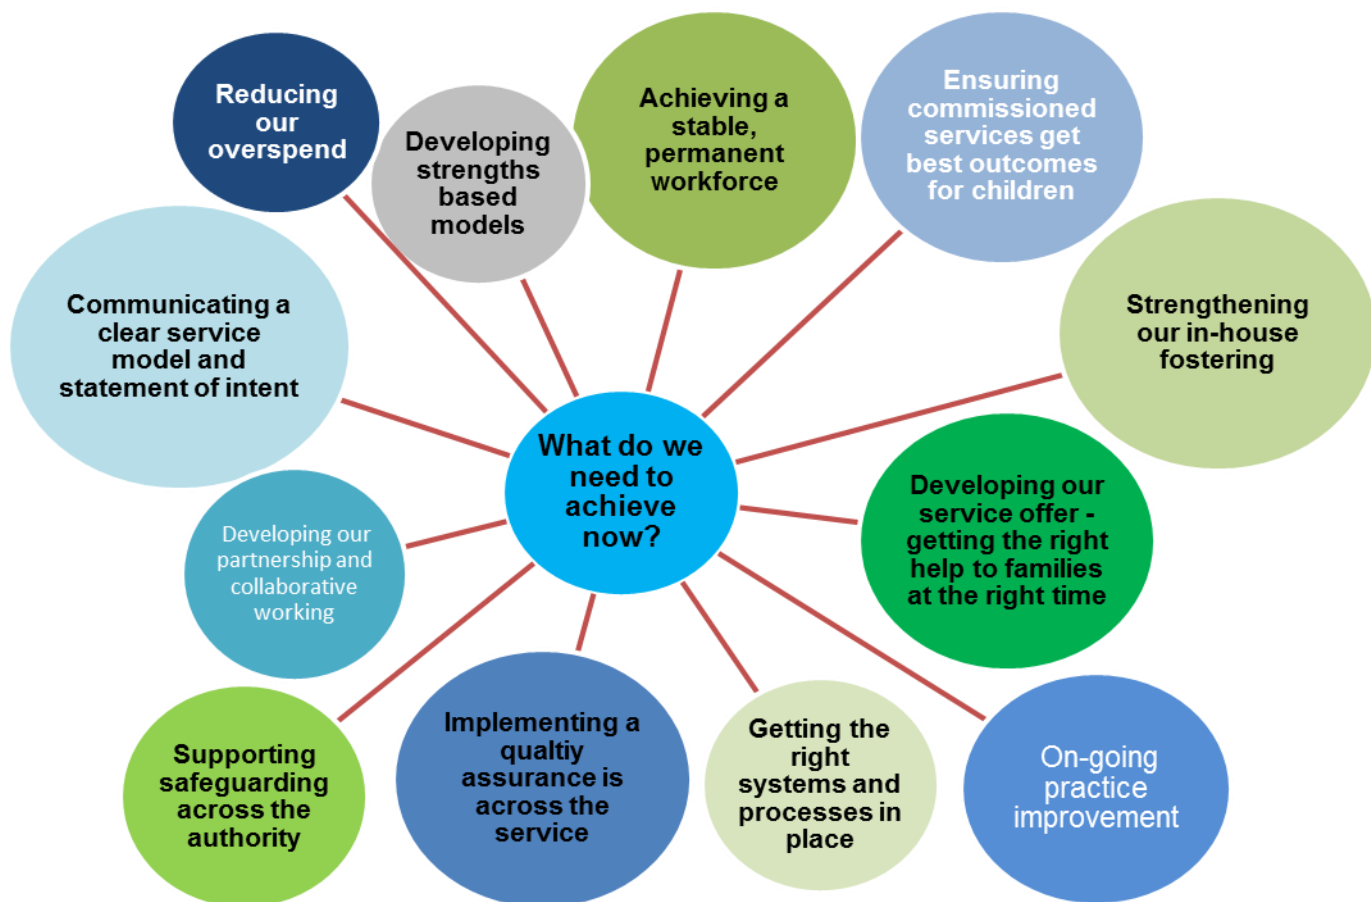 Reducing
our
overspend
Developing
strengths
based
models
Achieving a
stable,
permanent
workforce
Ensuring
commissioned
services get
best outcomes
for children
Communicating a
clear service
model and
statement of intent
Strengthening
our in-house
fostering
What do we
need to
achieve
now?
Developing our
partnership and
collaborative
working
Developing our
service offer -
getting the right
help to families
at the right time
Supporting
safeguarding
across the
authority
Implementing a
qualtiy
assurance is
across the
service
Getting the
right
systems and
processes in
place
On-going
practice
improvement